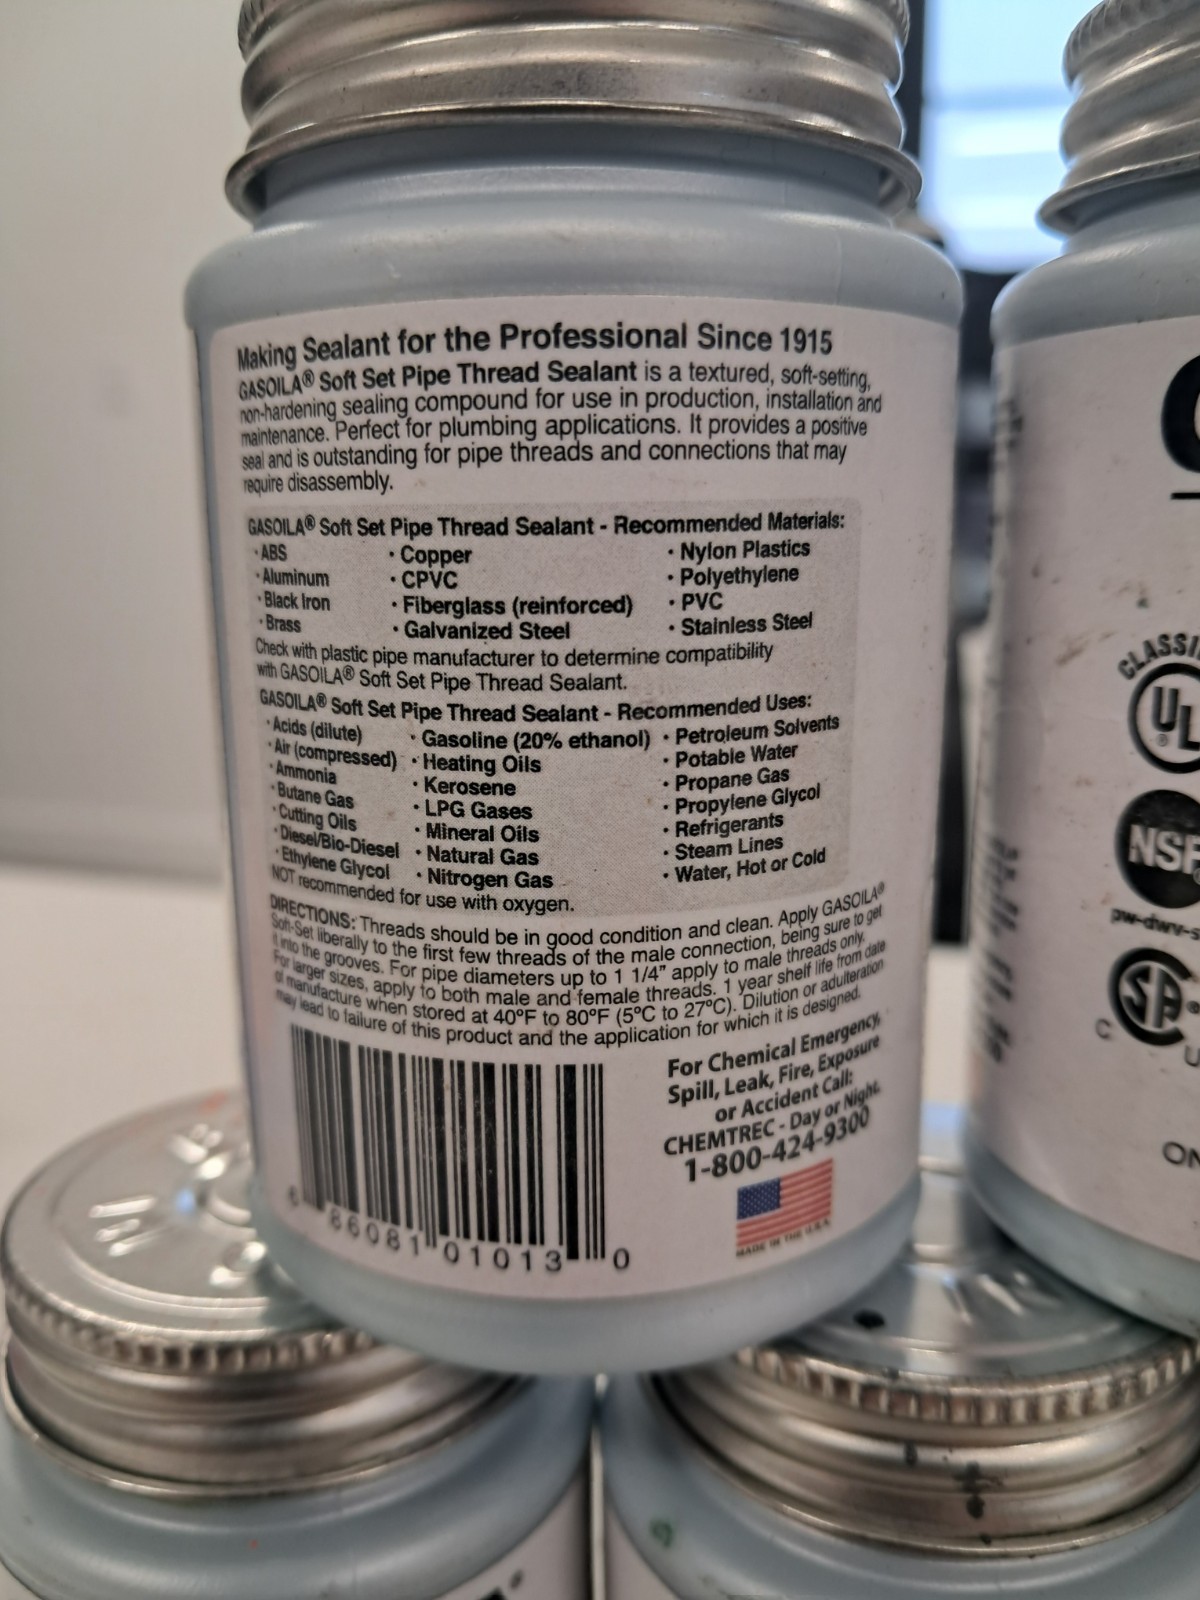 Making Sealant for the Professional Since 1915
GASOILA® Soft Set Pipe Thread Sealant is a textured, soft-setting,
non-hardening sealing compound for use in production, installation and
maintenance. Perfect for plumbing applications. It provides a positive
seal and is outstanding for pipe threads and connections that may
require disassembly.
GASOILA® Soft Set Pipe Thread Sealant - Recommended Materials:
· ABS · Copper · Nylon Plastics
· Aluminum · CPVC · Polyethylene
· Black Iron · Fiberglass (reinforced) · PVC
· Brass · Galvanized Steel · Stainless Steel
Check with plastic pipe manufacturer to determine compatibility
with GASOILA® Soft Set Pipe Thread Sealant.
GASOILA® Soft Set Pipe Thread Sealant - Recommended Uses:
· Acids (dilute) · Gasoline (20% ethanol) · Petroleum Solvents
· Air (compressed) · Heating Oils · Potable Water
· Ammonia · Kerosene · Propane Gas
· Butane Gas · LPG Gases · Propylene Glycol
· Cutting Oils · Mineral Oils · Refrigerants
· Diesel/Bio-Diesel · Natural Gas · Steam Lines
· Ethylene Glycol · Nitrogen Gas · Water, Hot or Cold
NOT recommended for use with oxygen.
DIRECTIONS: Threads should be in good condition and clean. Apply GASOILA®
Soft-Set liberally to the first few threads of the male connection, being sure to get
it into the grooves. For pipe diameters up to 1 1/4" apply to male threads only.
For larger sizes, apply to both male and female threads. 1 year shelf life from date
of manufacture when stored at 40°F to 80°F (5°C to 27°C). Dilution or adulteration
may lead to failure of this product and the application for which it is designed.
For Chemical Emergency,
Spill, Leak, Fire, Exposure
or Accident Call:
CHEMTREC - Day or Night.
1-800-424-9300
MADE IN THE U.S.A.
6 86081 01013 0
UL
NSF
pw-dwv-s
C SA
ON